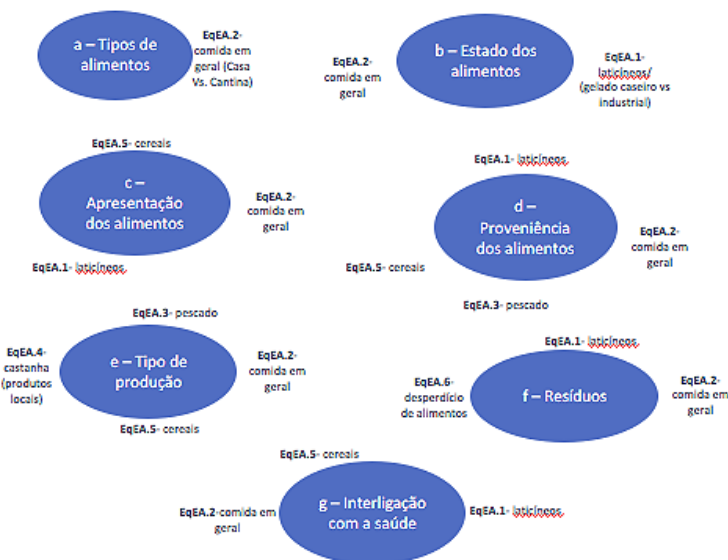 a – Tipos de
alimentos
EqEA.2-
comida em
geral (Casa
Vs. Cantina)
EqEA.2-
comida em
geral
b – Estado dos
alimentos
EqEA.1-
laticíneos/
(gelado caseiro vs
industrial)
EqEA.5- cereais
c –
Apresentação
dos alimentos
EqEA.2-
comida em
geral
EqEA.1- laticíneos
EqEA.1- laticíneos
d –
Proveniência
dos alimentos
EqEA.2-
comida em
geral
EqEA.5- cereais
EqEA.3- pescado
EqEA.3- pescado
EqEA.4-
castanha
(produtos
locais)
e – Tipo de
produção
EqEA.2-
comida em
geral
EqEA.5- cereais
EqEA.1- laticíneos
EqEA.6-
desperdício
de alimentos
f – Resíduos
EqEA.2-
comida em
geral
EqEA.5- cereais
EqEA.2-comida em
geral
g – Interligação
com a saúde
EqEA.1- laticíneos